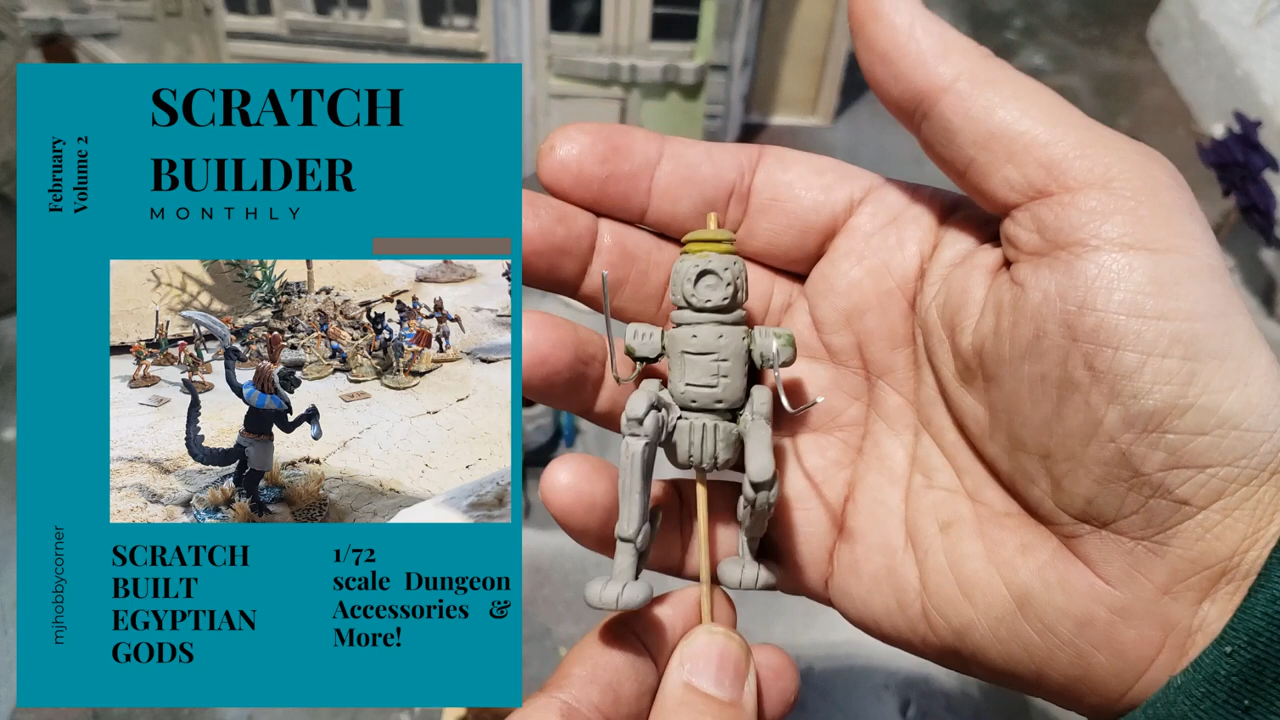 SCRATCH
BUILDER
MONTHLY
February
Volume 2
SCRATCH
BUILT
EGYPTIAN
GODS
1/72
scale Dungeon
Accessories &
More!
mjhobbycorner